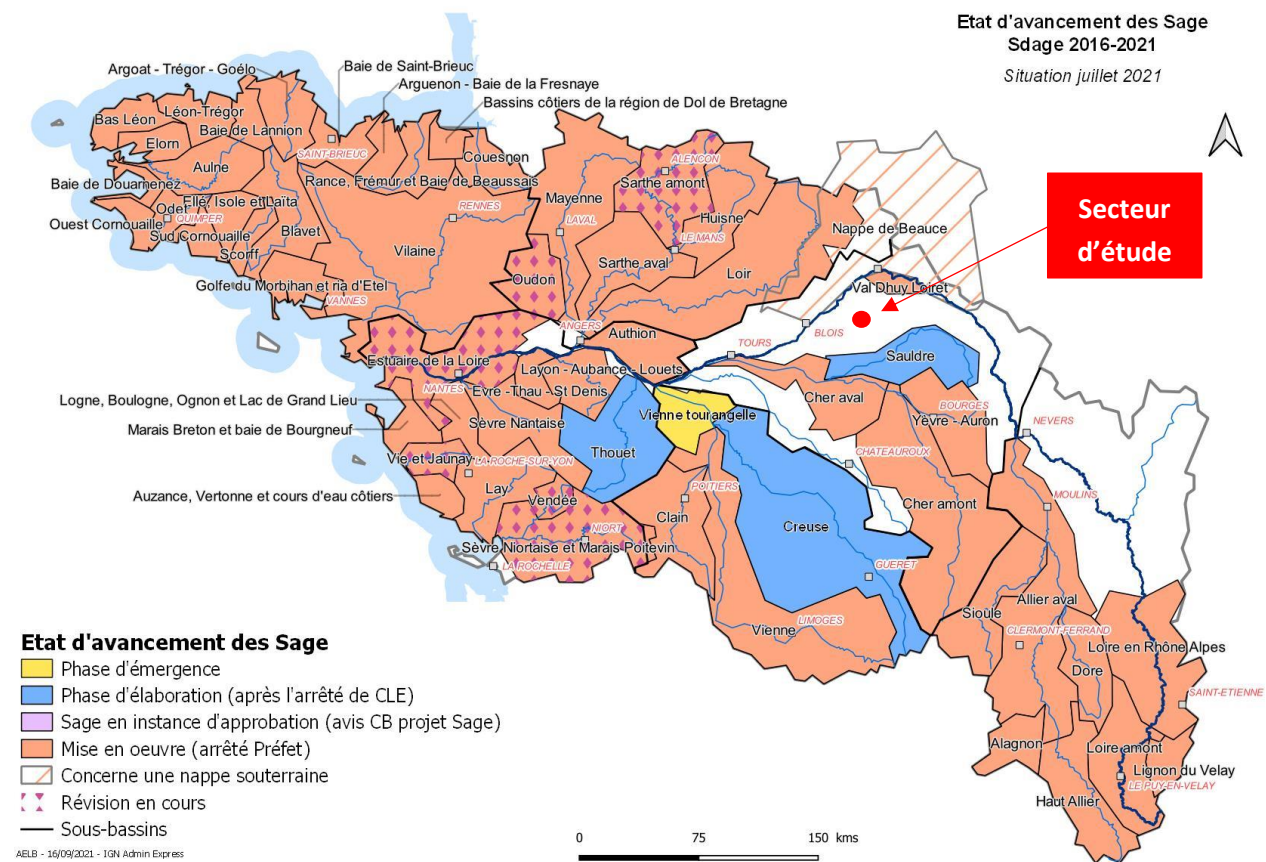 Etat d'avancement des Sage
Sdage 2016-2021
Situation juillet 2021
Secteur
d'étude
Argoat - Trégor - Goélo
Baie de Saint-Brieuc
Arguenon - Baie de la Fresnaye
Bassins côtiers de la région de Dol de Bretagne
Bas Léon
Léon-Trégor
Baie de Lannion
Elorn
SAINT-BRIEUC
Couesnon
Aulne
Rance, Frémur et Baie de Beaussais
Baie de Douarnenez
Odet
Ellé, Isole et Laïta
QUIMPER
Ouest Cornouaille
Sud Cornouaille
Scorff
Blavet
RENNES
Vilaine
Golfe du Morbihan et ria d'Etel
VANNES
Mayenne
LAVAL
ALENCON
Sarthe amont
Huisne
LE MANS
Sarthe aval
Loir
Oudon
Nappe de Beauce
Val Dhuy Loiret
BLOIS
TOURS
ANGERS
Authion
Sauldre
Estuaire de la Loire
Layon - Aubance - Louets
NANTES
Evre -Thau - St Denis
Logne, Boulogne, Ognon et Lac de Grand Lieu
Marais Breton et baie de Bourgneuf
Sèvre Nantaise
Vienne tourangelle
Cher aval
BOURGES
Yèvre - Auron
NEVERS
Thouet
CHATEAUROUX
Vie et Jaunay
LA ROCHE-SUR-YON
Auzance, Vertonne et cours d'eau côtiers
Lay
Vendée
POITIERS
MOULINS
Clain
Creuse
Cher amont
NIORT
Sèvre Niortaise et Marais Poitevin
LA ROCHELLE
GUERET
Vienne
LIMOGES
Sioule
Allier aval
CLERMONT-FERRAND
Loire en Rhône Alpes
Dore
SAINT-ETIENNE
Alagnon
Loire amont
Lignon du Velay
LE PUY-EN-VELAY
Haut Allier
Etat d'avancement des Sage
Phase d'émergence
Phase d'élaboration (après l'arrêté de CLE)
Sage en instance d'approbation (avis CB projet Sage)
Mise en oeuvre (arrêté Préfet)
Concerne une nappe souterraine
Révision en cours
Sous-bassins
AELB - 16/09/2021 - IGN Admin Express
0 75 150 kms